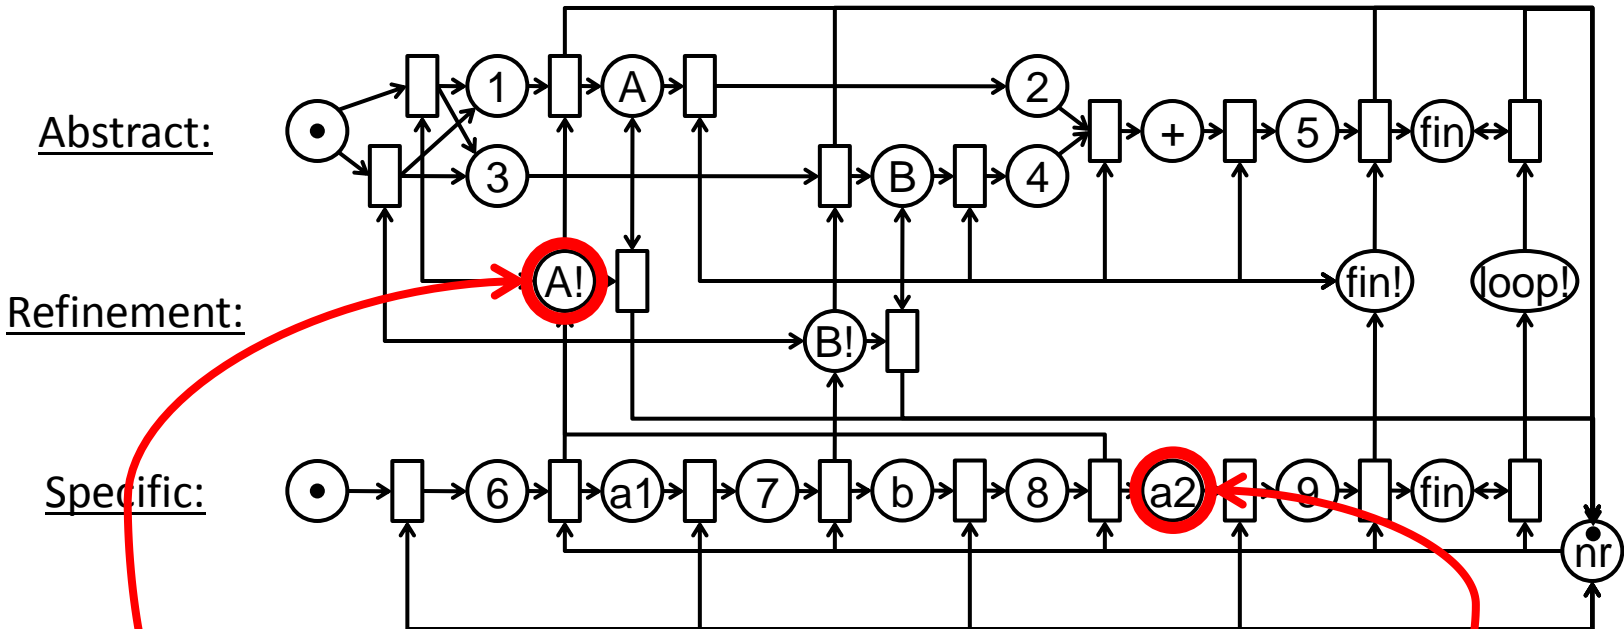 1 A 2
Abstract: + 5 fin
3 B 4
A! fin! loop!
Refinement:
B!
Specific: 6 a1 7 b 8 a2 9 fin
nr